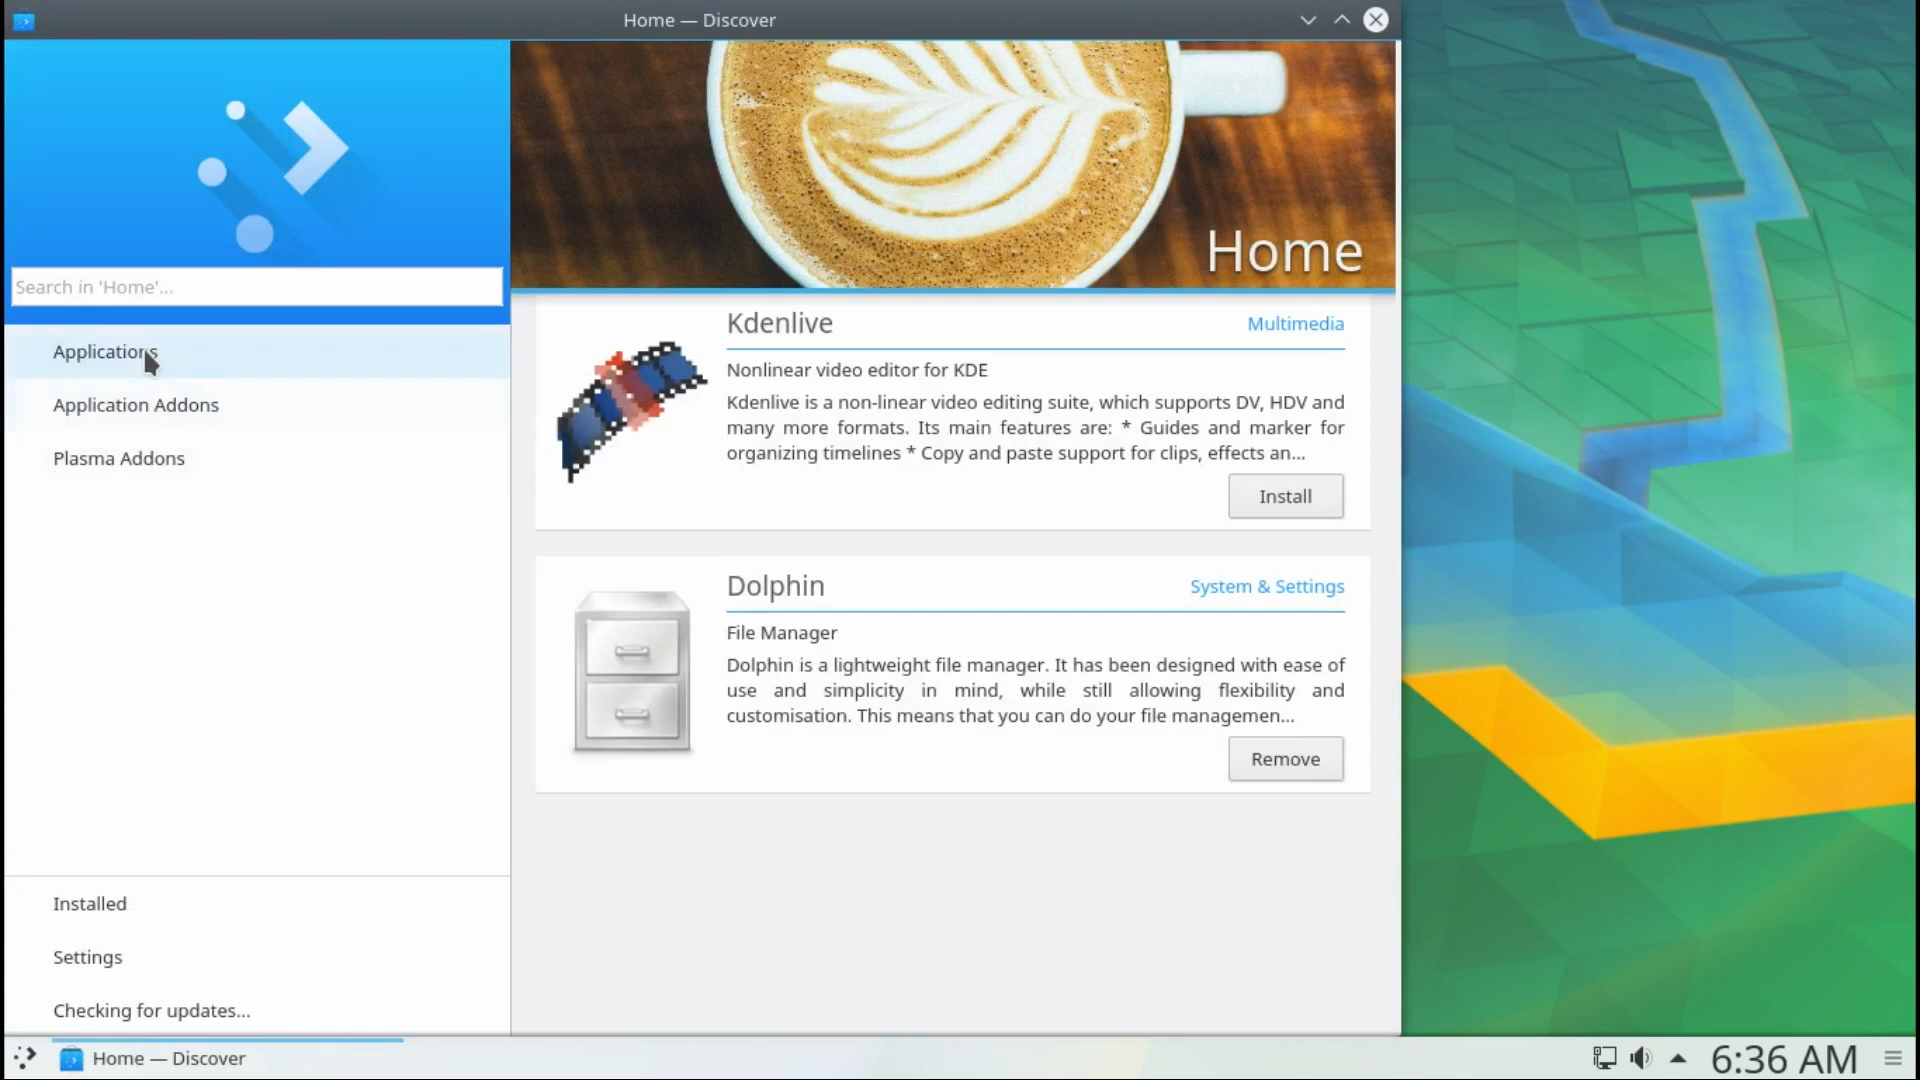 Home — Discover
Search in 'Home'...
Applications
Application Addons
Plasma Addons
Installed
Settings
Checking for updates...
Home
Kdenlive
Multimedia
Nonlinear video editor for KDE
Kdenlive is a non-linear video editing suite, which supports DV, HDV and
many more formats. Its main features are: * Guides and marker for
organizing timelines * Copy and paste support for clips, effects an...
Install
Dolphin
System & Settings
File Manager
Dolphin is a lightweight file manager. It has been designed with ease of
use and simplicity in mind, while still allowing flexibility and
customisation. This means that you can do your file managemen...
Remove
Home — Discover
6:36 AM